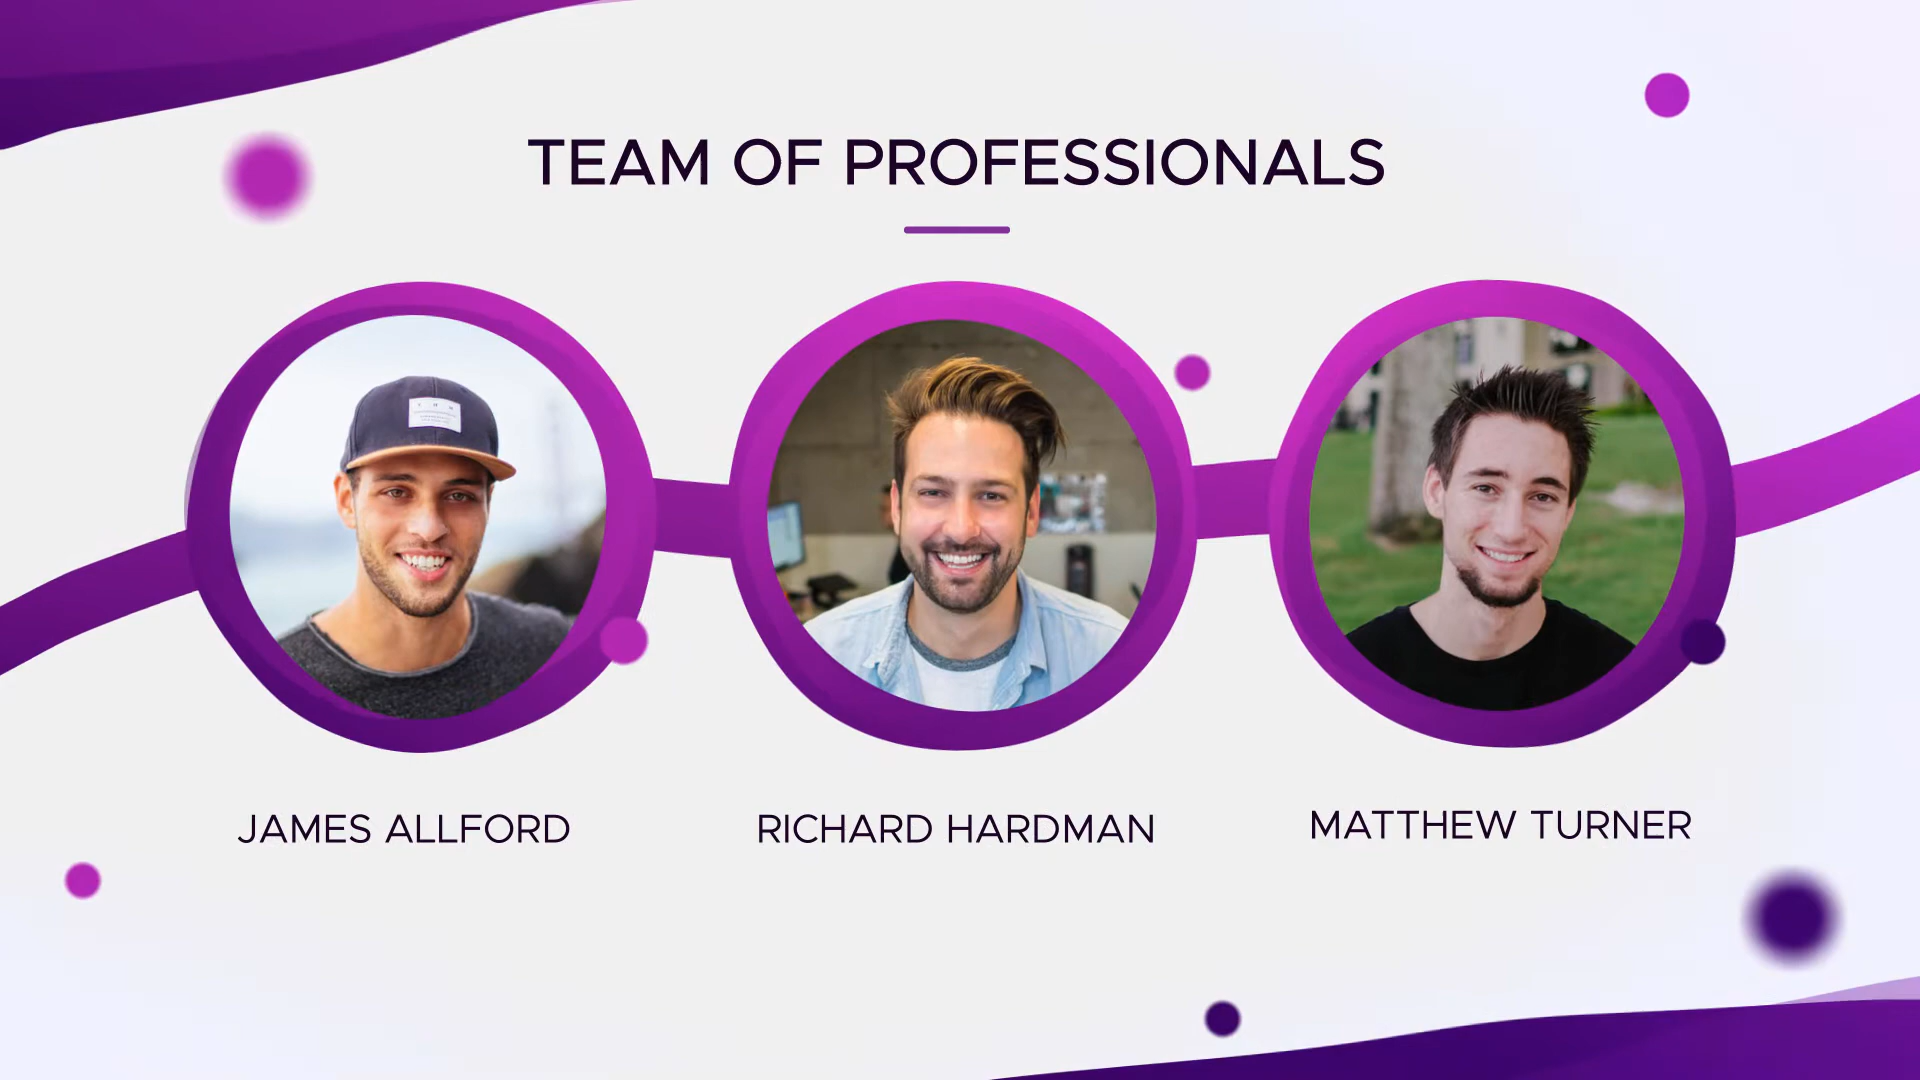 TEAM OF PROFESSIONALS
JAMES ALLFORD
RICHARD HARDMAN
MATTHEW TURNER